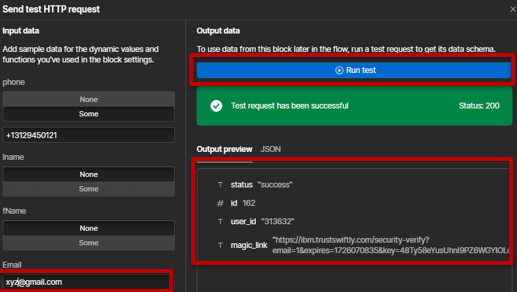 Send test HTTP request
Input data
Add sample data for the dynamic values and
functions you've used in the block settings.
phone
None
Some
+13129450121
lname
None
Some
fName
None
Some
Email
xyz@gmail.com
Output data
To use data from this block later in the flow, run a test request to get its data schema.
Run test
Test request has been successful Status: 200
Output preview JSON
T status "success"
# id 162
T user_id "313632"
T magic_link "https://ibm.trustswiftly.com/security-verify?
email=1&expires=1726070835&key=48Ty58eYusUhnI9PZ6WGYIOL